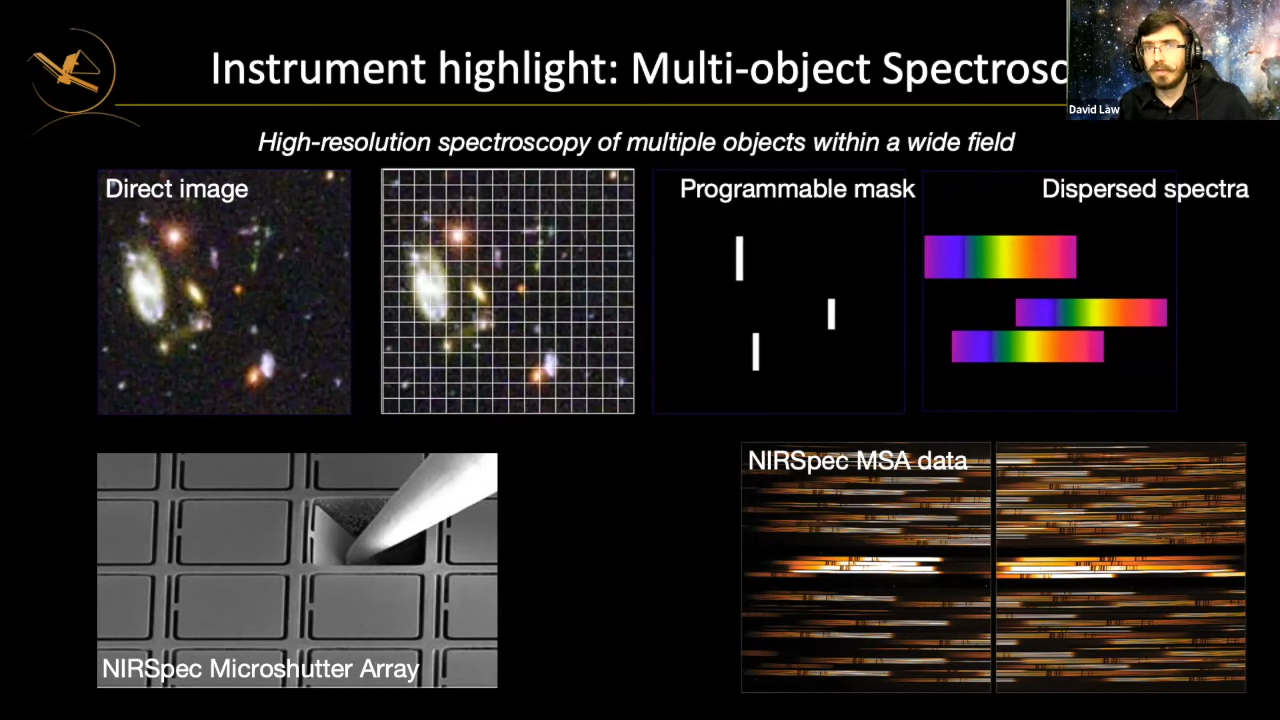 Instrument highlight: Multi-object Spectrosc
David Law
High-resolution spectroscopy of multiple objects within a wide field
Direct image
Programmable mask
Dispersed spectra
NIRSpec MSA data
NIRSpec Microshutter Array